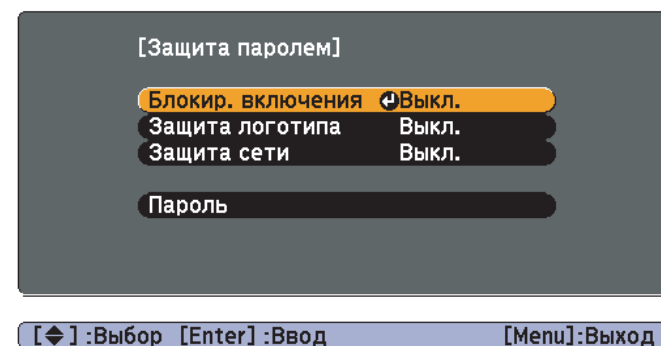 [Защита паролем]
Блокир. включения Выкл.
Защита логотипа Выкл.
Защита сети Выкл.
Пароль
[◆] :Выбор [Enter] :Ввод [Menu]:Выход